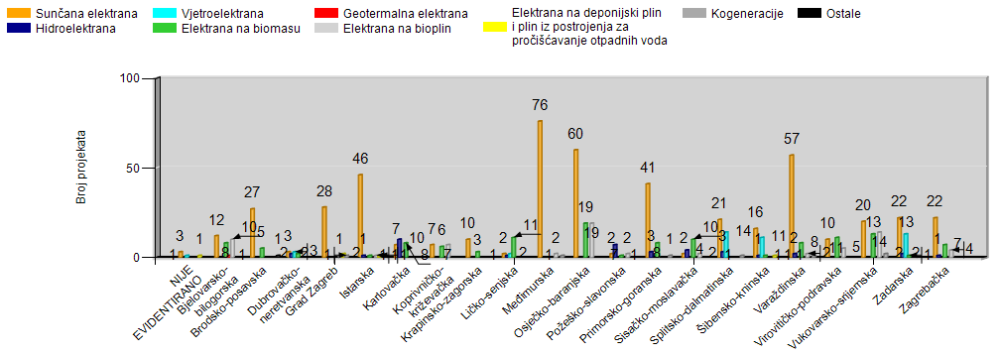 Sunčana elektrana
Vjetroelektrana
Geotermalna elektrana
Elektrana na deponijski plin
i plin iz postrojenja za
pročišćavanje otpadnih voda
Kogeneracije
Ostale
Hidroelektrana
Elektrana na biomasu
Elektrana na bioplin
Broj projekata
100
50
0
3 1 12 8 10 1 27 5 1 3 2 2 3 28 1 1 46 2 1 1 7 10 8 7 6 7 10 3 2 2 11 76 1 2 60 19 19 2 7 1 2 41 3 8 1 2 4 10 4 21 3 2 1 16 1 11 1 57 2 8 10 2 11 5 20 1 13 14 2 22 2 13 2 22 1 7 4
NIJE
EVIDENTIRANO
Bjelovarsko-
bilogorska
Brodsko-posavska
Dubrovačko-
neretvanska
Grad Zagreb
Istarska
Karlovačka
Koprivničko-
križevačka
Krapinsko-zagorska
Ličko-senjska
Međimurska
Osječko-baranjska
Požeško-slavonska
Primorsko-goranska
Sisačko-moslavačka
Splitsko-dalmatinska
Šibensko-kninska
Varaždinska
Virovitičko-podravska
Vukovarsko-srijemska
Zadarska
Zagrebačka